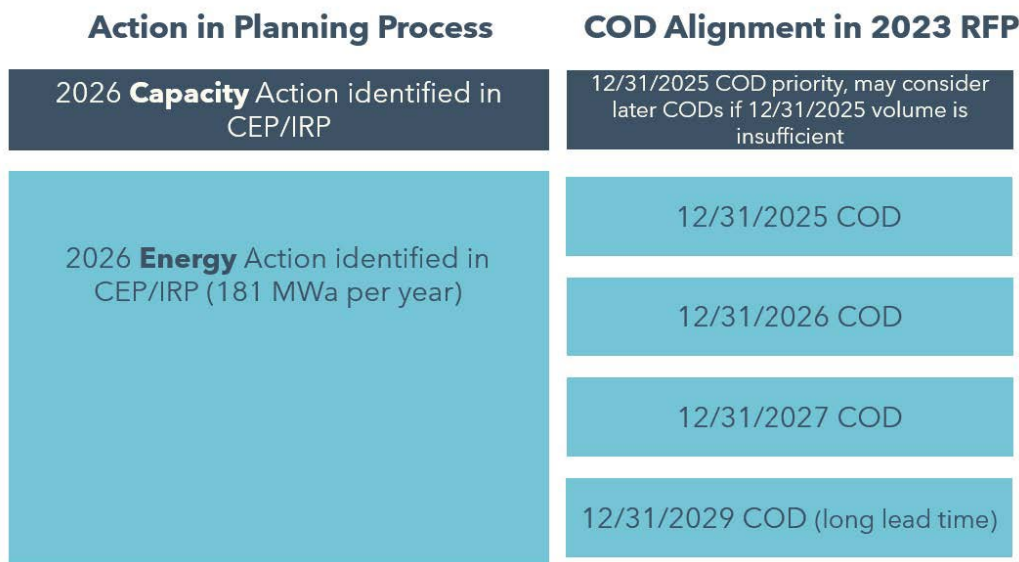 Action in Planning Process
COD Alignment in 2023 RFP
2026 Capacity Action identified in
CEP/IRP
12/31/2025 COD priority, may consider
later CODs if 12/31/2025 volume is
insufficient
2026 Energy Action identified in
CEP/IRP (181 MWa per year)
12/31/2025 COD
12/31/2026 COD
12/31/2027 COD
12/31/2029 COD (long lead time)